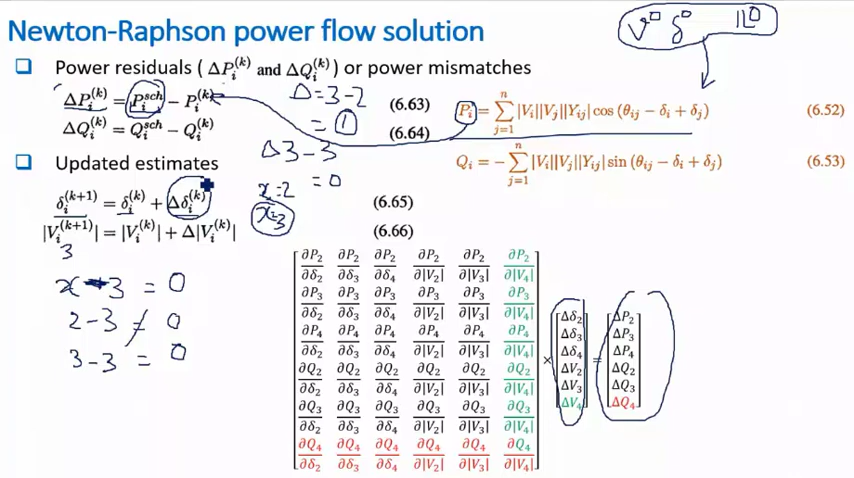 V⁰ δ⁰ 1∠0
Newton-Raphson power flow solution
☐ Power residuals ( ΔP_i^(k) and ΔQ_i^(k)) or power mismatches
ΔP_i^(k) = P_i^sch − P_i^(k) (6.63)
ΔQ_i^(k) = Q_i^sch − Q_i^(k) (6.64)
Δ=3−2
= 1
Δ3−3
= 0
P_i = ∑_{j=1}^{n} |V_i||V_j||Y_ij| cos (θ_ij − δ_i + δ_j) (6.52)
Q_i = − ∑_{j=1}^{n} |V_i||V_j||Y_ij| sin (θ_ij − δ_i + δ_j) (6.53)
☐ Updated estimates
δ_i^(k+1) = δ_i^(k) + Δδ_i^(k) (6.65)
|V_i^(k+1)| = |V_i^(k)| + Δ|V_i^(k)| (6.66)
x=2
x=3
3
x − 3 = 0
2−3 ≠ 0
3−3 = 0
∂P₂/∂δ₂ ∂P₂/∂δ₃ ∂P₂/∂δ₄ ∂P₂/∂|V₂| ∂P₂/∂|V₃| ∂P₂/∂|V₄|
∂P₃/∂δ₂ ∂P₃/∂δ₃ ∂P₃/∂δ₄ ∂P₃/∂|V₂| ∂P₃/∂|V₃| ∂P₃/∂|V₄|
∂P₄/∂δ₂ ∂P₄/∂δ₃ ∂P₄/∂δ₄ ∂P₄/∂|V₂| ∂P₄/∂|V₃| ∂P₄/∂|V₄|
∂Q₂/∂δ₂ ∂Q₂/∂δ₃ ∂Q₂/∂δ₄ ∂Q₂/∂|V₂| ∂Q₂/∂|V₃| ∂Q₂/∂|V₄|
∂Q₃/∂δ₂ ∂Q₃/∂δ₃ ∂Q₃/∂δ₄ ∂Q₃/∂|V₂| ∂Q₃/∂|V₃| ∂Q₃/∂|V₄|
∂Q₄/∂δ₂ ∂Q₄/∂δ₃ ∂Q₄/∂δ₄ ∂Q₄/∂|V₂| ∂Q₄/∂|V₃| ∂Q₄/∂|V₄|
×
Δδ₂
Δδ₃
Δδ₄
ΔV₂
ΔV₃
ΔV₄
=
ΔP₂
ΔP₃
ΔP₄
ΔQ₂
ΔQ₃
ΔQ₄